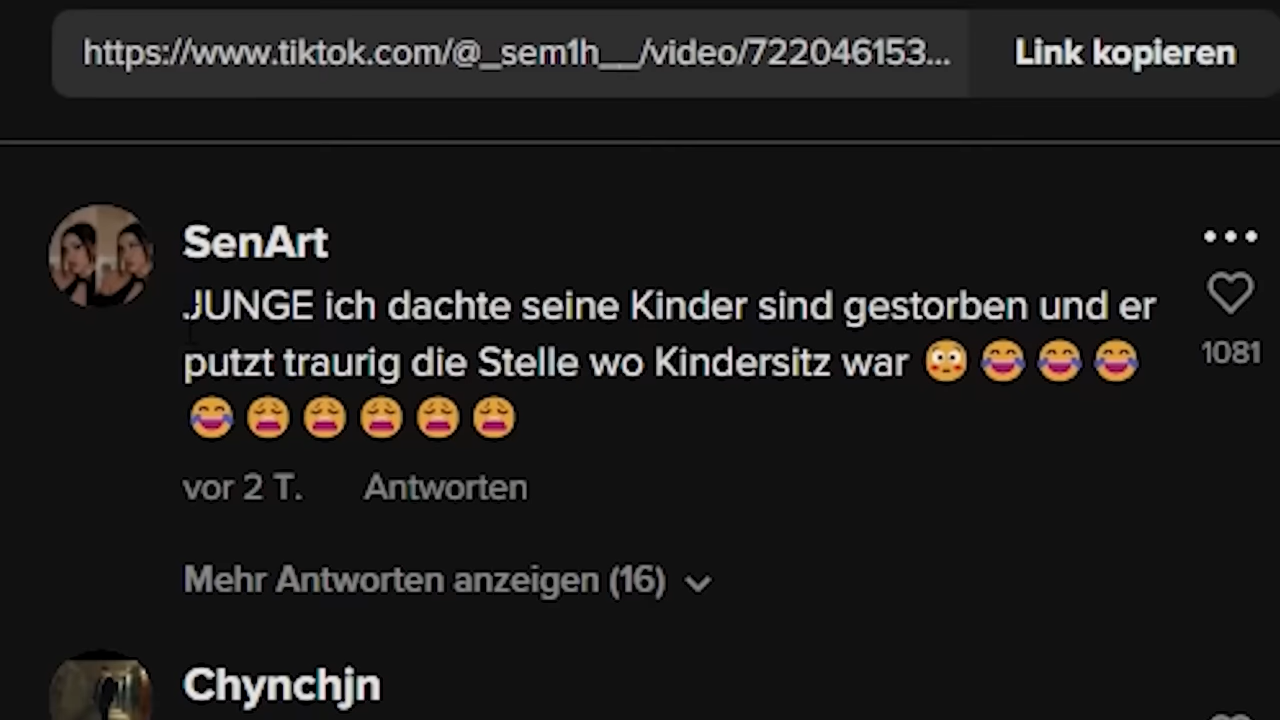 https://www.tiktok.com/@_sem1h__/video/722046153...
Link kopieren
SenArt
JUNGE ich dachte seine Kinder sind gestorben und er
putzt traurig die Stelle wo Kindersitz war 😳😂😂😂
😂😩😩😩😩😩
1081
vor 2 T. Antworten
Mehr Antworten anzeigen (16)
Chynchjn